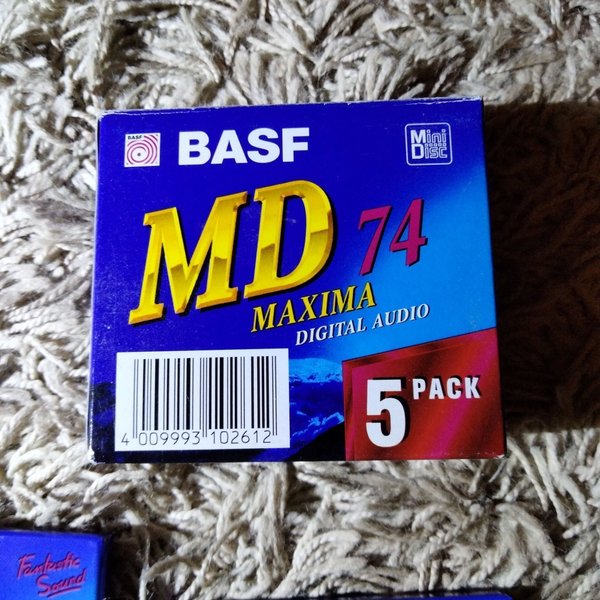 BASF
BASF
Mini
Disc
MD 74
MAXIMA
DIGITAL AUDIO
5 PACK
4 009993 102612
Fantastic
Sound